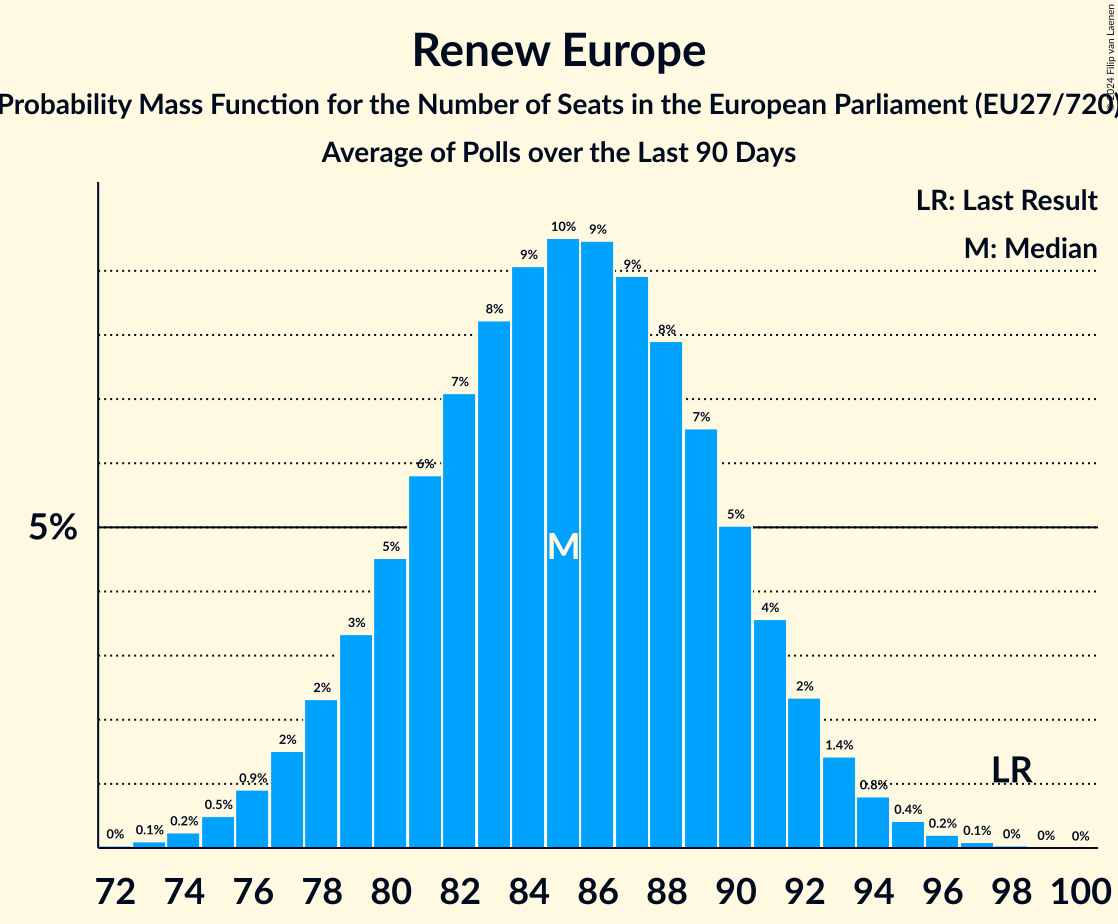 Renew Europe
Probability Mass Function for the Number of Seats in the European Parliament (EU27/720)
Average of Polls over the Last 90 Days
2024 Filip van Laenen
LR: Last Result
M: Median
5%
0% 0.1% 0.2% 0.5% 0.9% 2% 2% 3% 5% 6% 7% 8% 9% 10% 9% 9% 8% 7% 5% 4% 2% 1.4% 0.8% 0.4% 0.2% 0.1% 0% 0% 0%
M
LR
72 74 76 78 80 82 84 86 88 90 92 94 96 98 100